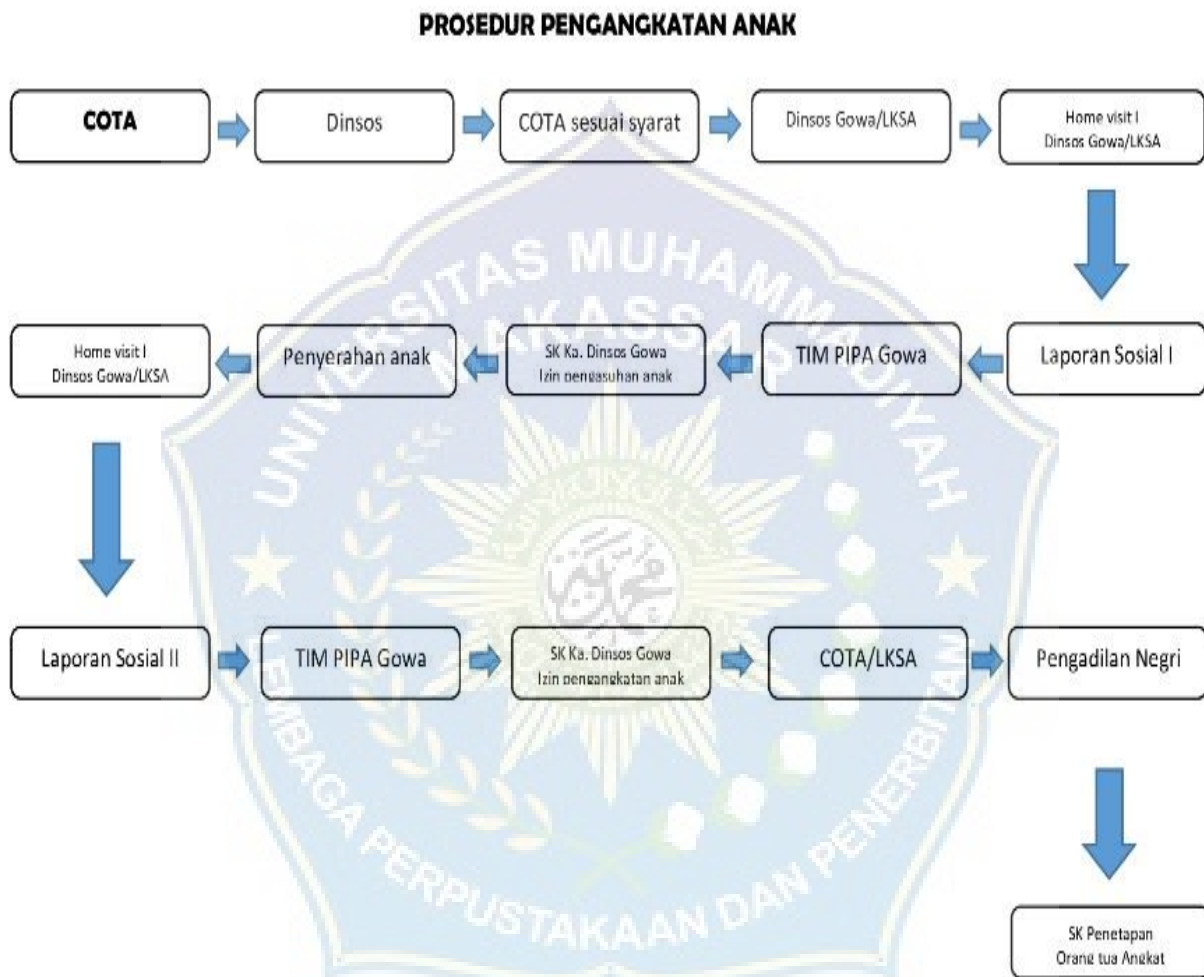 PROSEDUR PENGANGKATAN ANAK
COTA
Dinsos
COTA sesuai syarat
Dinsos Gowa/LKSA
Home visit I
Dinsos Gowa/LKSA
Laporan Sosial I
TIM PIPA Gowa
SK Ka. Dinsos Gowa
Izin pengasuhan anak
Penyerahan anak
Home visit I
Dinsos Gowa/LKSA
Laporan Sosial II
TIM PIPA Gowa
SK Ka. Dinsos Gowa
Izin pengangkatan anak
COTA/LKSA
Pengadilan Negri
SK Penetapan
Orang tua Angkat
UNIVERSITAS MUHAMMADIYAH
MAKASSAR
LEMBAGA PERPUSTAKAAN DAN PENERBITAN